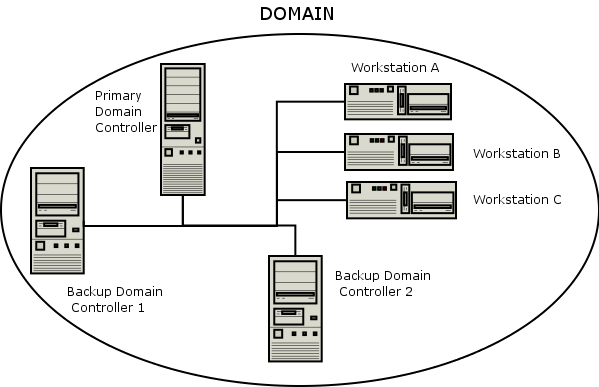 DOMAIN
Workstation A
Primary
Domain
Controller
Workstation B
Workstation C
Backup Domain
Controller 1
Backup Domain
Controller 2